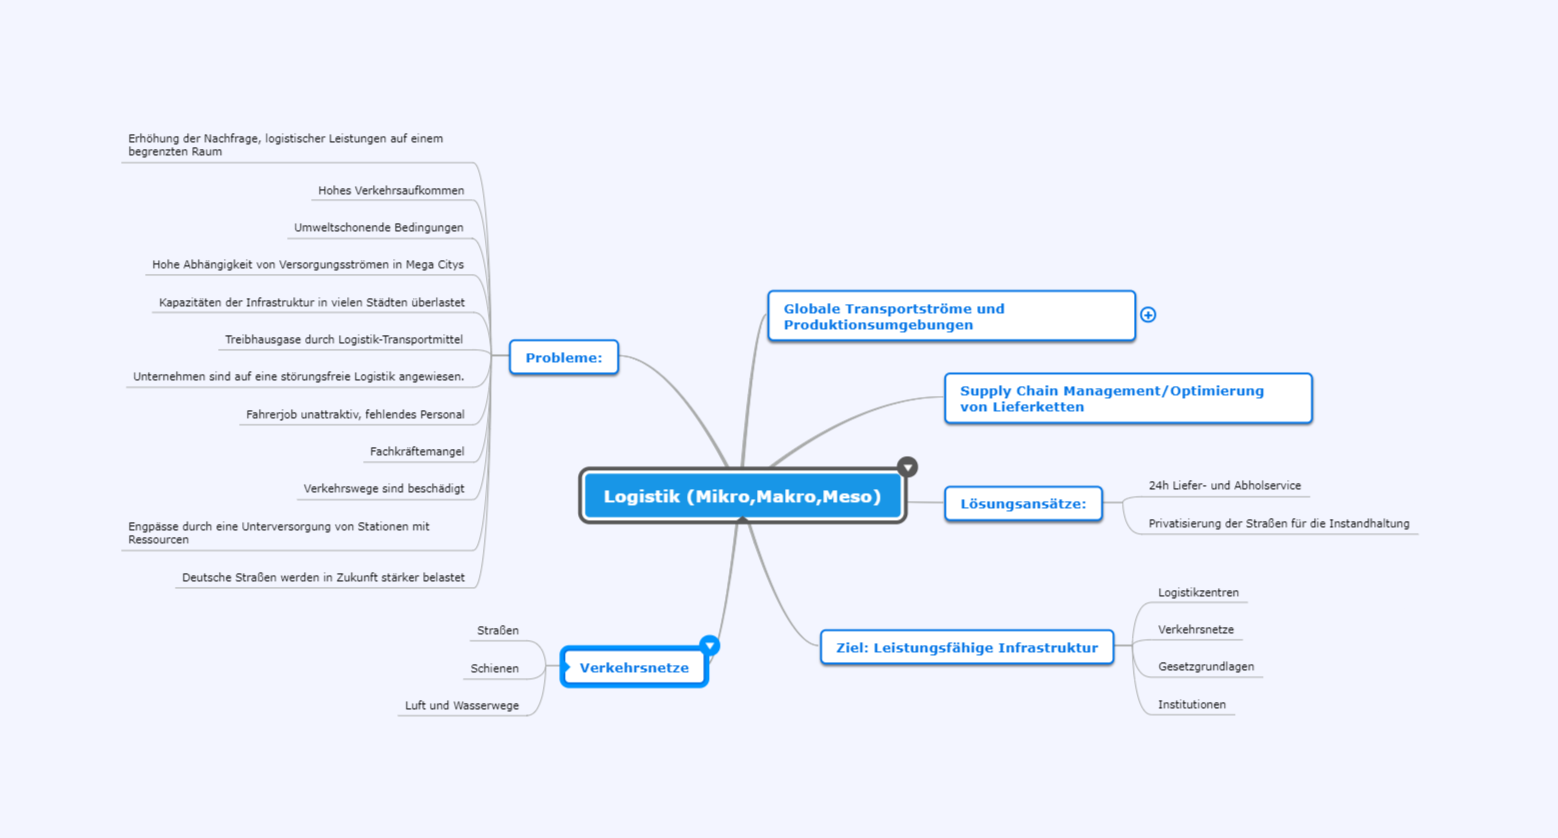 Erhöhung der Nachfrage, logistischer Leistungen auf einem
begrenzten Raum
Hohes Verkehrsaufkommen
Umweltschonende Bedingungen
Hohe Abhängigkeit von Versorgungsströmen in Mega Citys
Kapazitäten der Infrastruktur in vielen Städten überlastet
Treibhausgase durch Logistik-Transportmittel
Unternehmen sind auf eine störungsfreie Logistik angewiesen.
Fahrerjob unattraktiv, fehlendes Personal
Fachkräftemangel
Verkehrswege sind beschädigt
Engpässe durch eine Unterversorgung von Stationen mit
Ressourcen
Deutsche Straßen werden in Zukunft stärker belastet
Probleme:
Globale Transportströme und
Produktionsumgebungen
Supply Chain Management/Optimierung
von Lieferketten
Logistik (Mikro,Makro,Meso)
Lösungsansätze:
24h Liefer- und Abholservice
Privatisierung der Straßen für die Instandhaltung
Straßen
Schienen
Luft und Wasserwege
Verkehrsnetze
Ziel: Leistungsfähige Infrastruktur
Logistikzentren
Verkehrsnetze
Gesetzgrundlagen
Institutionen